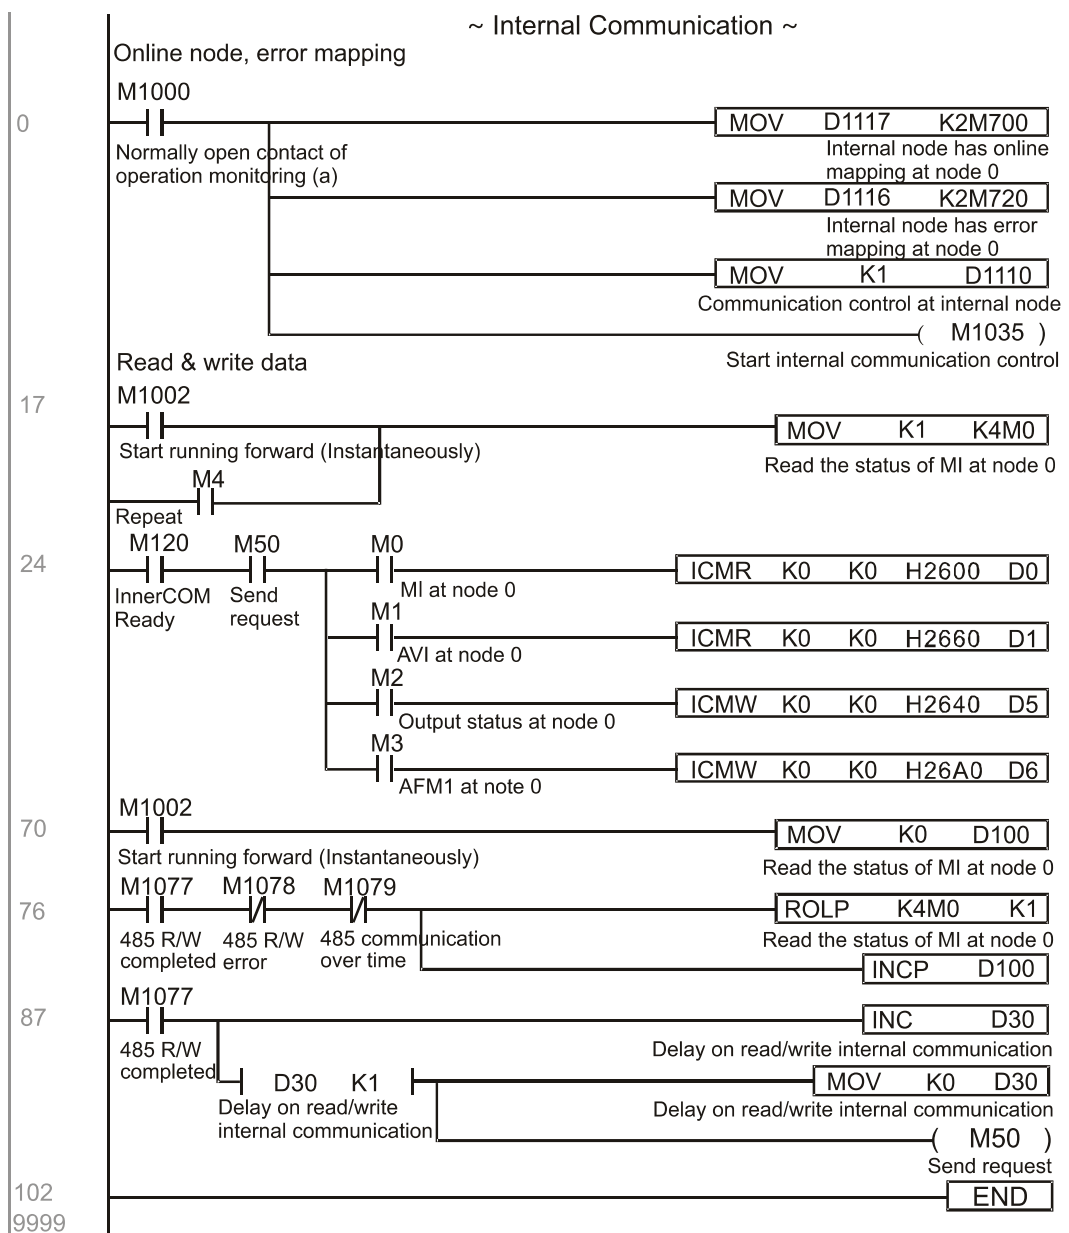 ~ Internal Communication ~
Online node, error mapping
M1000
0
MOV D1117 K2M700
Normally open contact of
operation monitoring (a)
Internal node has online
mapping at node 0
MOV D1116 K2M720
Internal node has error
mapping at node 0
MOV K1 D1110
Communication control at internal node
( M1035 )
Start internal communication control
Read & write data
M1002
17
MOV K1 K4M0
Start running forward (Instantaneously)
Read the status of MI at node 0
M4
Repeat
M120 M50 M0
24
ICMR K0 K0 H2600 D0
MI at node 0
InnerCOM Send
Ready request
M1
ICMR K0 K0 H2660 D1
AVI at node 0
M2
ICMW K0 K0 H2640 D5
Output status at node 0
M3
ICMW K0 K0 H26A0 D6
AFM1 at note 0
M1002
70
MOV K0 D100
Start running forward (Instantaneously)
Read the status of MI at node 0
M1077 M1078 M1079
76
ROLP K4M0 K1
485 R/W 485 R/W 485 communication
completed error over time
Read the status of MI at node 0
INCP D100
M1077
87
INC D30
485 R/W
completed
Delay on read/write internal communication
D30 K1
MOV K0 D30
Delay on read/write
internal communication
Delay on read/write internal communication
( M50 )
Send request
102
END
9999